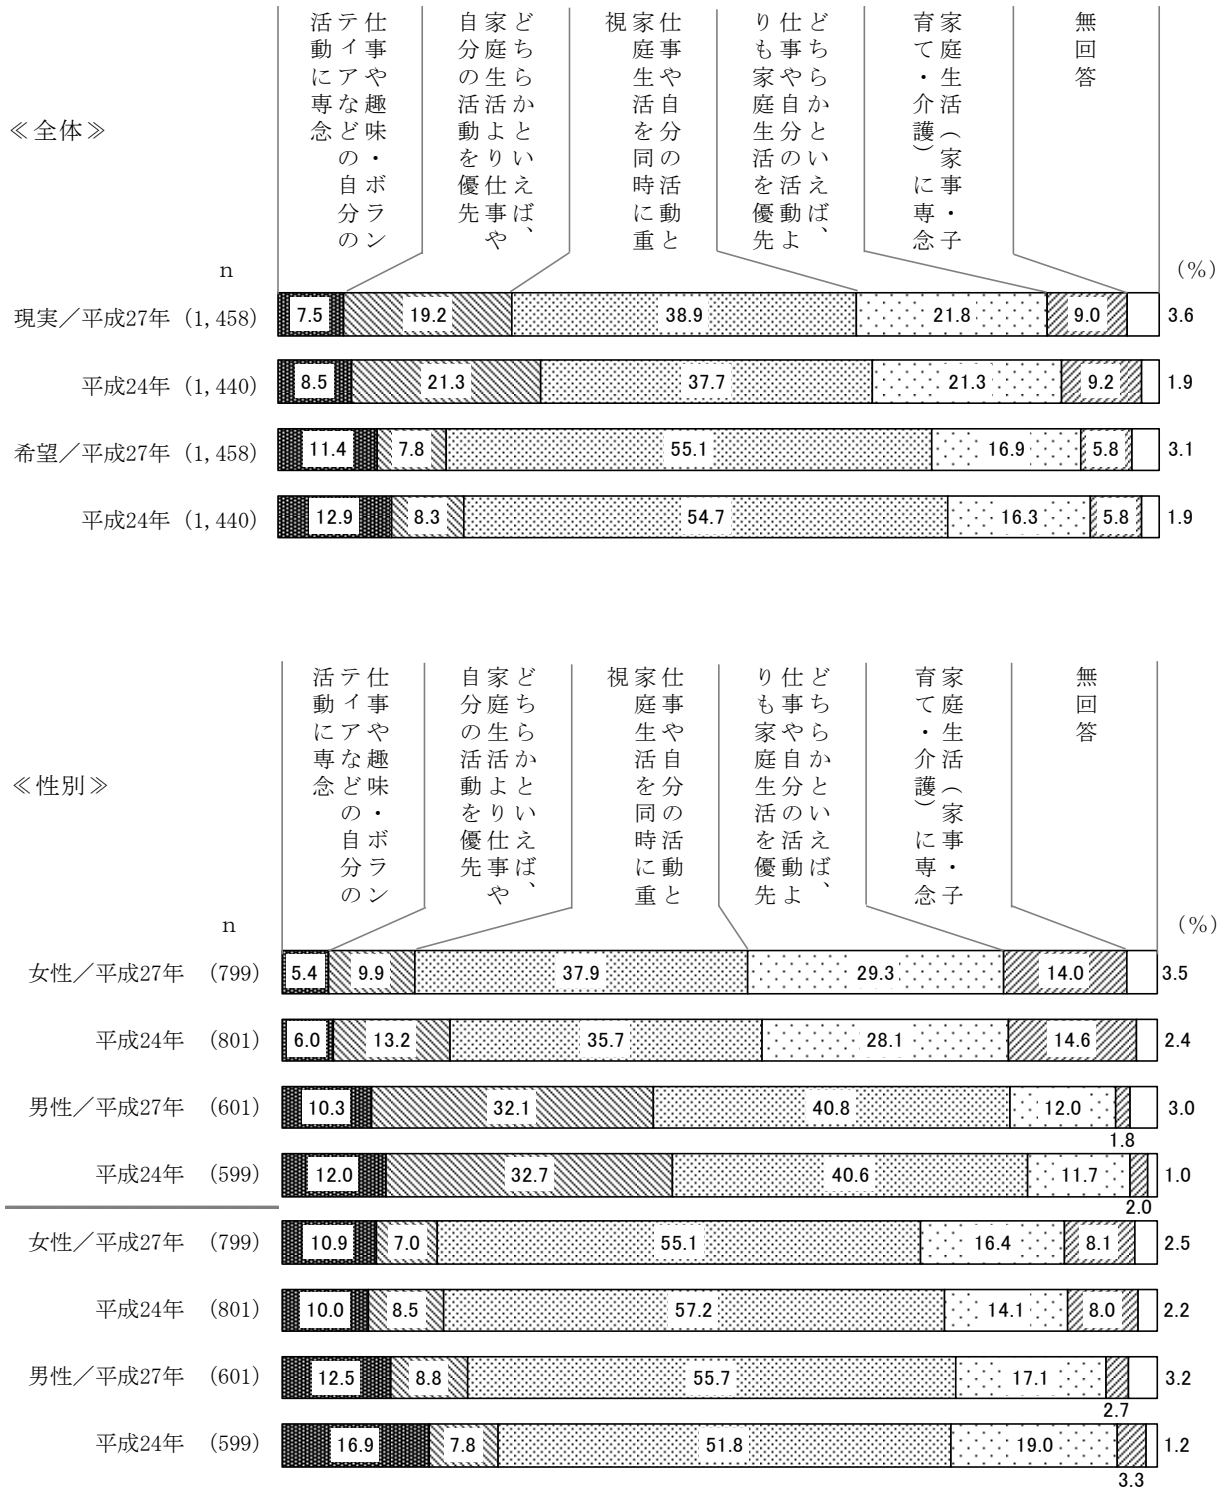 ≪全体≫
仕事や趣味・ボラン
ティアなどの自分の
活動に専念
どちらかといえば、
家庭生活より仕事や
自分の活動を優先
仕事や自分の活動と
家庭生活を同時に重
視
どちらかといえば、
仕事や自分の活動よ
りも家庭生活を優先
家庭生活（家事・子
育て・介護）に専念
無回答
n
(%)
現実／平成27年 (1,458) 7.5 19.2 38.9 21.8 9.0 3.6
平成24年 (1,440) 8.5 21.3 37.7 21.3 9.2 1.9
希望／平成27年 (1,458) 11.4 7.8 55.1 16.9 5.8 3.1
平成24年 (1,440) 12.9 8.3 54.7 16.3 5.8 1.9
≪性別≫
仕事や趣味・ボラン
ティアなどの自分の
活動に専念
どちらかといえば、
家庭生活より仕事や
自分の活動を優先
仕事や自分の活動と
家庭生活を同時に重
視
どちらかといえば、
仕事や自分の活動よ
りも家庭生活を優先
家庭生活（家事・子
育て・介護）に専念
無回答
n
(%)
女性／平成27年 (799) 5.4 9.9 37.9 29.3 14.0 3.5
平成24年 (801) 6.0 13.2 35.7 28.1 14.6 2.4
男性／平成27年 (601) 10.3 32.1 40.8 12.0 3.0
1.8
平成24年 (599) 12.0 32.7 40.6 11.7 1.0
2.0
女性／平成27年 (799) 10.9 7.0 55.1 16.4 8.1 2.5
平成24年 (801) 10.0 8.5 57.2 14.1 8.0 2.2
男性／平成27年 (601) 12.5 8.8 55.7 17.1 3.2
2.7
平成24年 (599) 16.9 7.8 51.8 19.0 1.2
3.3